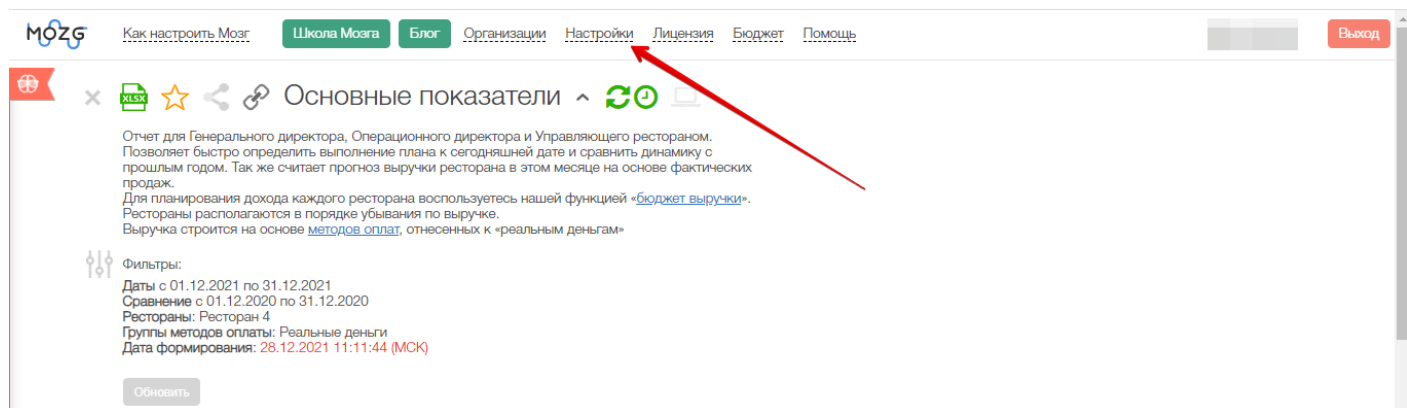 MOZG Как настроить Мозг Школа Мозга Блог Организации Настройки Лицензия Бюджет Помощь Выход
XLSX Основные показатели
Отчет для Генерального директора, Операционного директора и Управляющего рестораном.
Позволяет быстро определить выполнение плана к сегодняшней дате и сравнить динамику с
прошлым годом. Так же считает прогноз выручки ресторана в этом месяце на основе фактических
продаж.
Для планирования дохода каждого ресторана воспользуетесь нашей функцией «бюджет выручки».
Рестораны располагаются в порядке убывания по выручке.
Выручка строится на основе методов оплат, отнесенных к «реальным деньгам»
Фильтры:
Даты с 01.12.2021 по 31.12.2021
Сравнение с 01.12.2020 по 31.12.2020
Рестораны: Ресторан 4
Группы методов оплаты: Реальные деньги
Дата формирования: 28.12.2021 11:11:44 (МСК)
Обновить